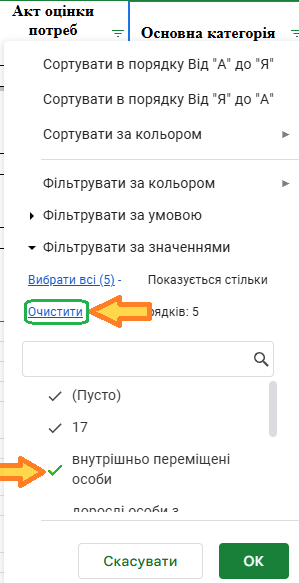 Акт оцінки
потреб
Основна категорія
Сортувати в порядку Від "А" до "Я"
Сортувати в порядку Від "Я" до "А"
Сортувати за кольором
Фільтрувати за кольором
Фільтрувати за умовою
Фільтрувати за значеннями
Вибрати всі (5) - Показується стільки
Очистити рядків: 5
(Пусто)
17
внутрішньо переміщені
особи
дорослі особи з
Скасувати ОК